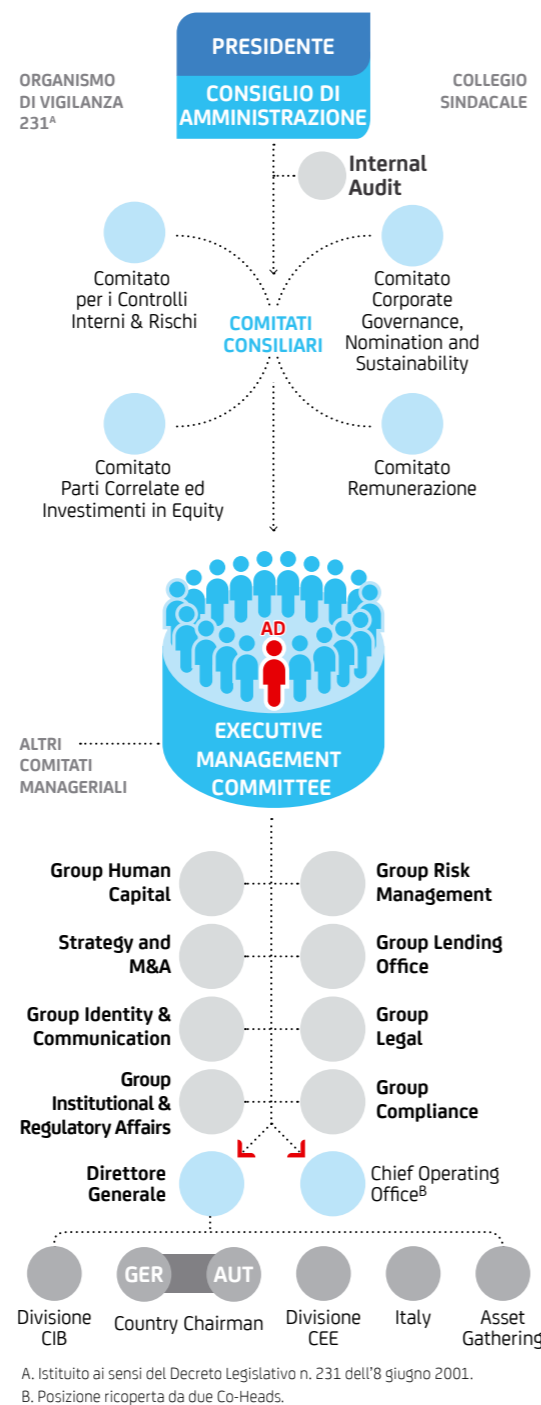 PRESIDENTE
ORGANISMO
DI VIGILANZA
231A
CONSIGLIO DI
AMMINISTRAZIONE
COLLEGIO
SINDACALE
Internal
Audit
Comitato
per i Controlli
Interni & Rischi
COMITATI
CONSILIARI
Comitato
Corporate
Governance,
Nomination and
Sustainability
Comitato
Parti Correlate ed
Investimenti in Equity
Comitato
Remunerazione
AD
EXECUTIVE
MANAGEMENT
COMMITTEE
ALTRI
COMITATI
MANAGERIALI
Group Human
Capital
Group Risk
Management
Strategy and
M&A
Group Lending
Office
Group Identity &
Communication
Group
Legal
Group
Institutional &
Regulatory Affairs
Group
Compliance
Direttore
Generale
Chief Operating
OfficeB
GER
AUT
Divisione
CIB
Country Chairman
Divisione
CEE
Italy
Asset
Gathering
A. Istituito ai sensi del Decreto Legislativo n. 231 dell'8 giugno 2001.
B. Posizione ricoperta da due Co-Heads.